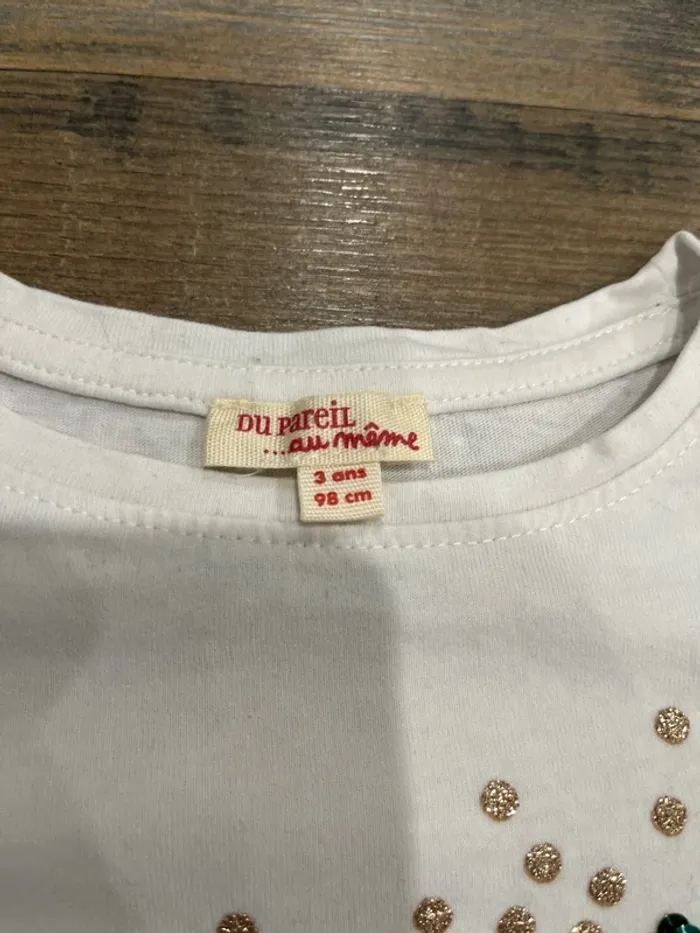 DU PaReiL
...au même
3 ans
98 cm